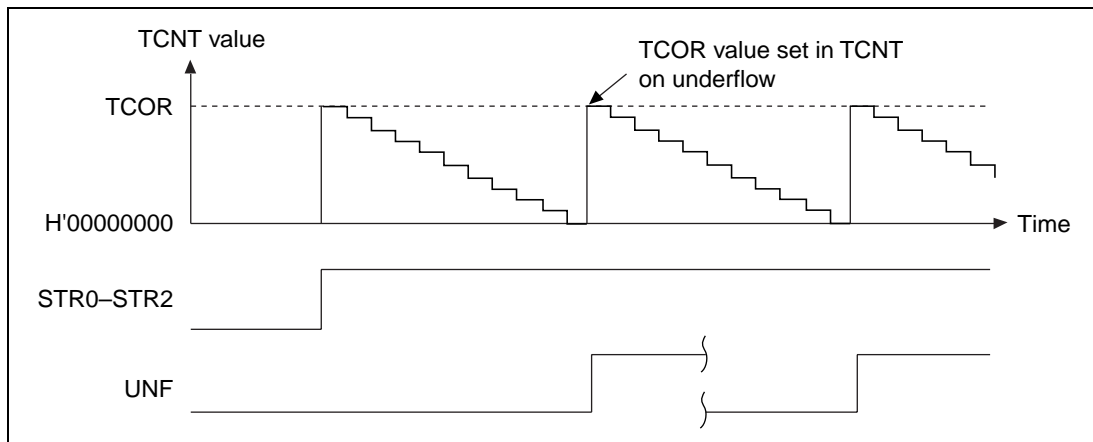 TCNT value
TCOR value set in TCNT
on underflow
TCOR
H'00000000
Time
STR0–STR2
UNF